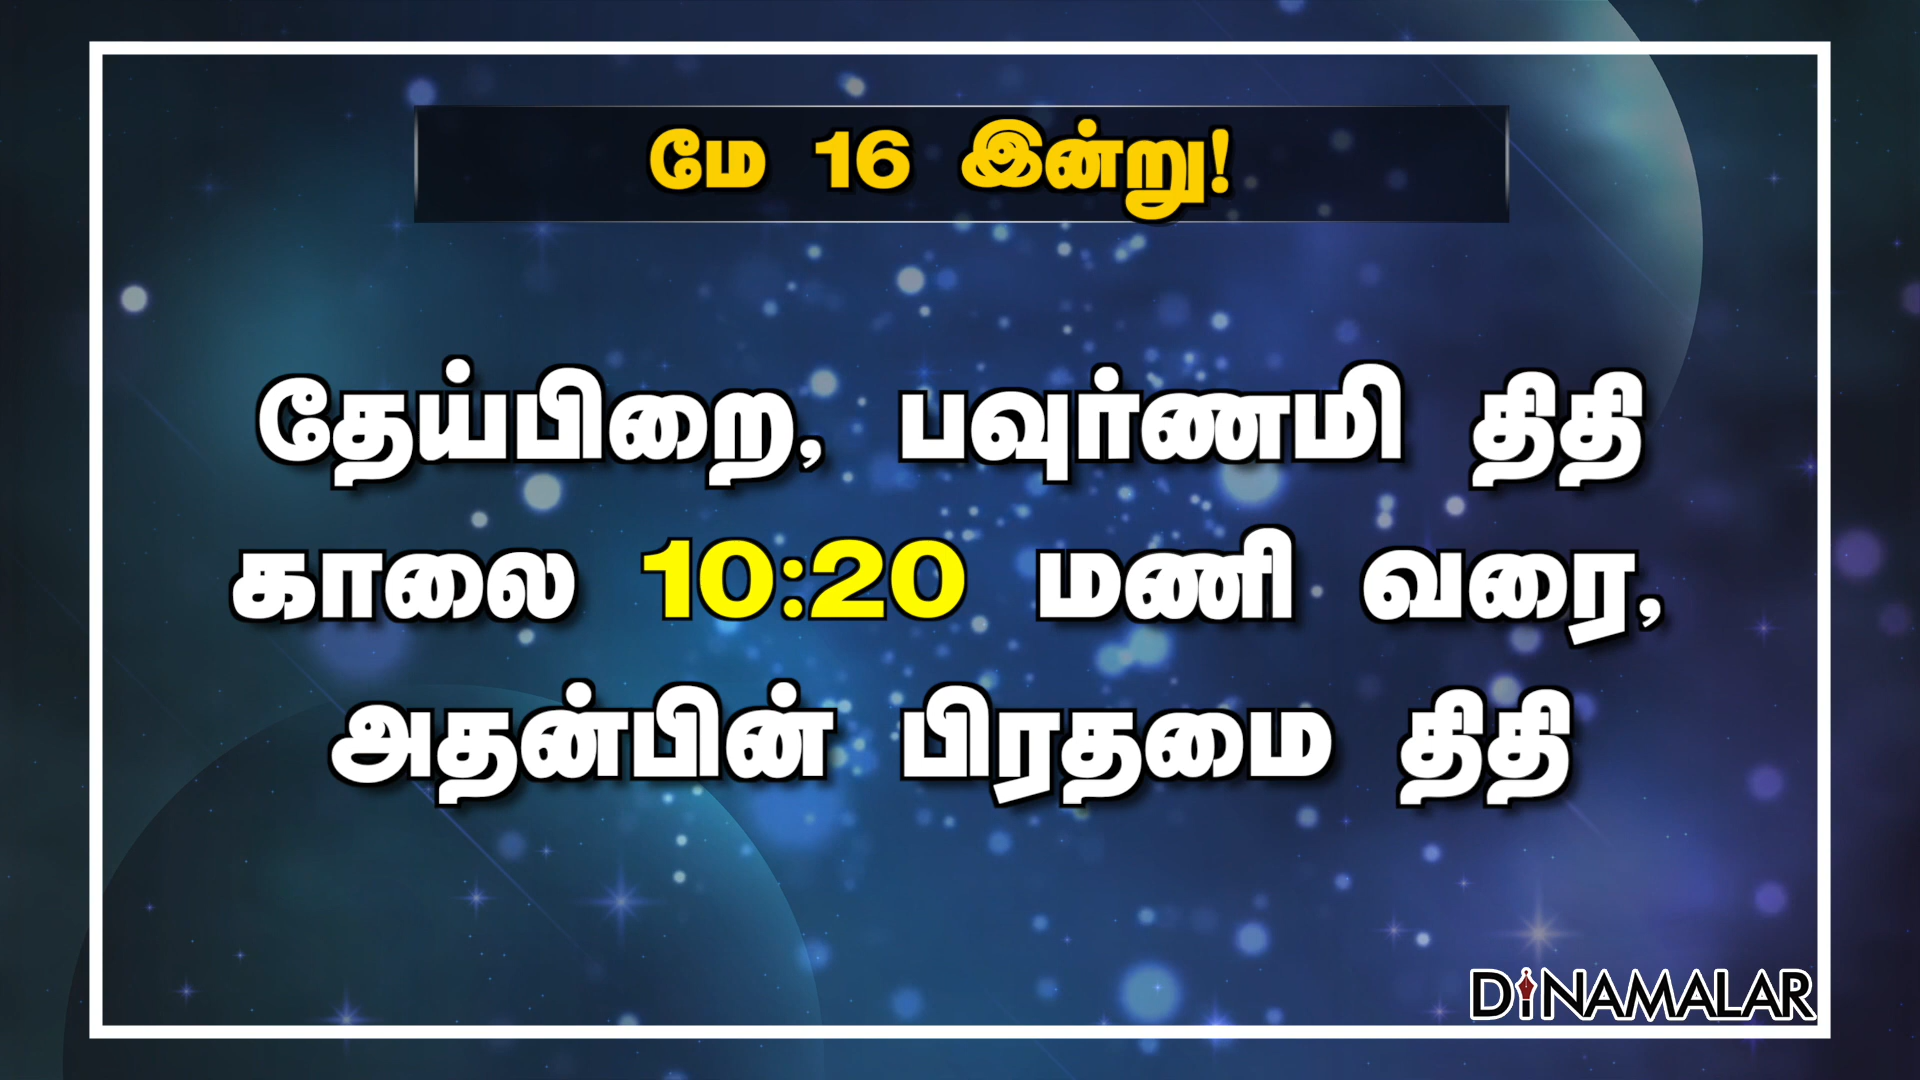 மே 16 இன்று!
தேய்பிறை, பவுர்ணமி திதி
காலை 10:20 மணி வரை,
அதன்பின் பிரதமை திதி
DINAMALAR